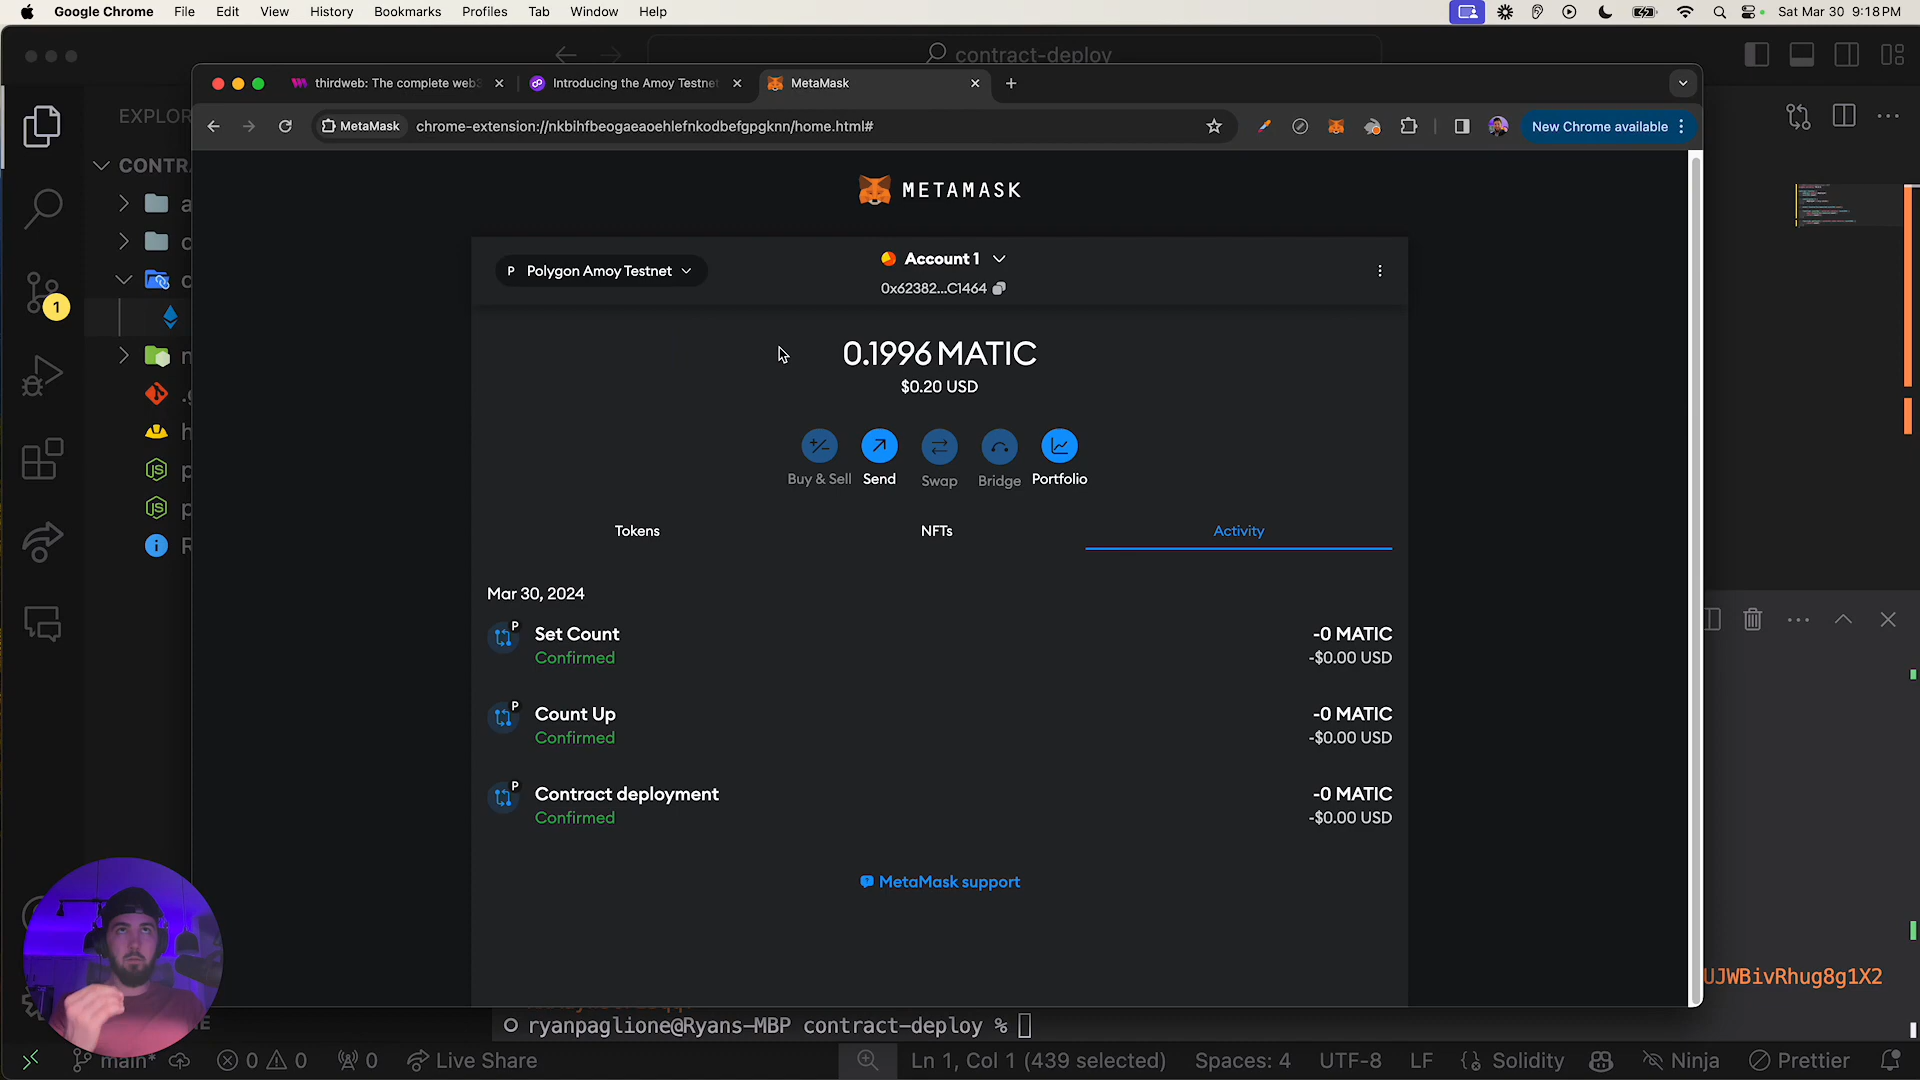 Google Chrome File Edit View History Bookmarks Profiles Tab Window Help Sat Mar 30 9:18 PM
contract-deploy
thirdweb: The complete web3
Introducing the Amoy Testnet
MetaMask
MetaMask chrome-extension://nkbihfbeogaeaoehlefnkodbefgpgknn/home.html#
New Chrome available
EXPLOR
CONTRA
METAMASK
P Polygon Amoy Testnet
Account 1
0x62382...C1464
0.1996 MATIC
$0.20 USD
Buy & Sell Send Swap Bridge Portfolio
Tokens NFTs Activity
Mar 30, 2024
P
Set Count -0 MATIC
Confirmed -$0.00 USD
P
Count Up -0 MATIC
Confirmed -$0.00 USD
P
Contract deployment -0 MATIC
Confirmed -$0.00 USD
MetaMask support
1
UJWBivRhug8g1X2
ryanpaglione@Ryans-MBP contract-deploy %
main* 0 0 0 Live Share Ln 1, Col 1 (439 selected) Spaces: 4 UTF-8 LF Solidity Ninja Prettier